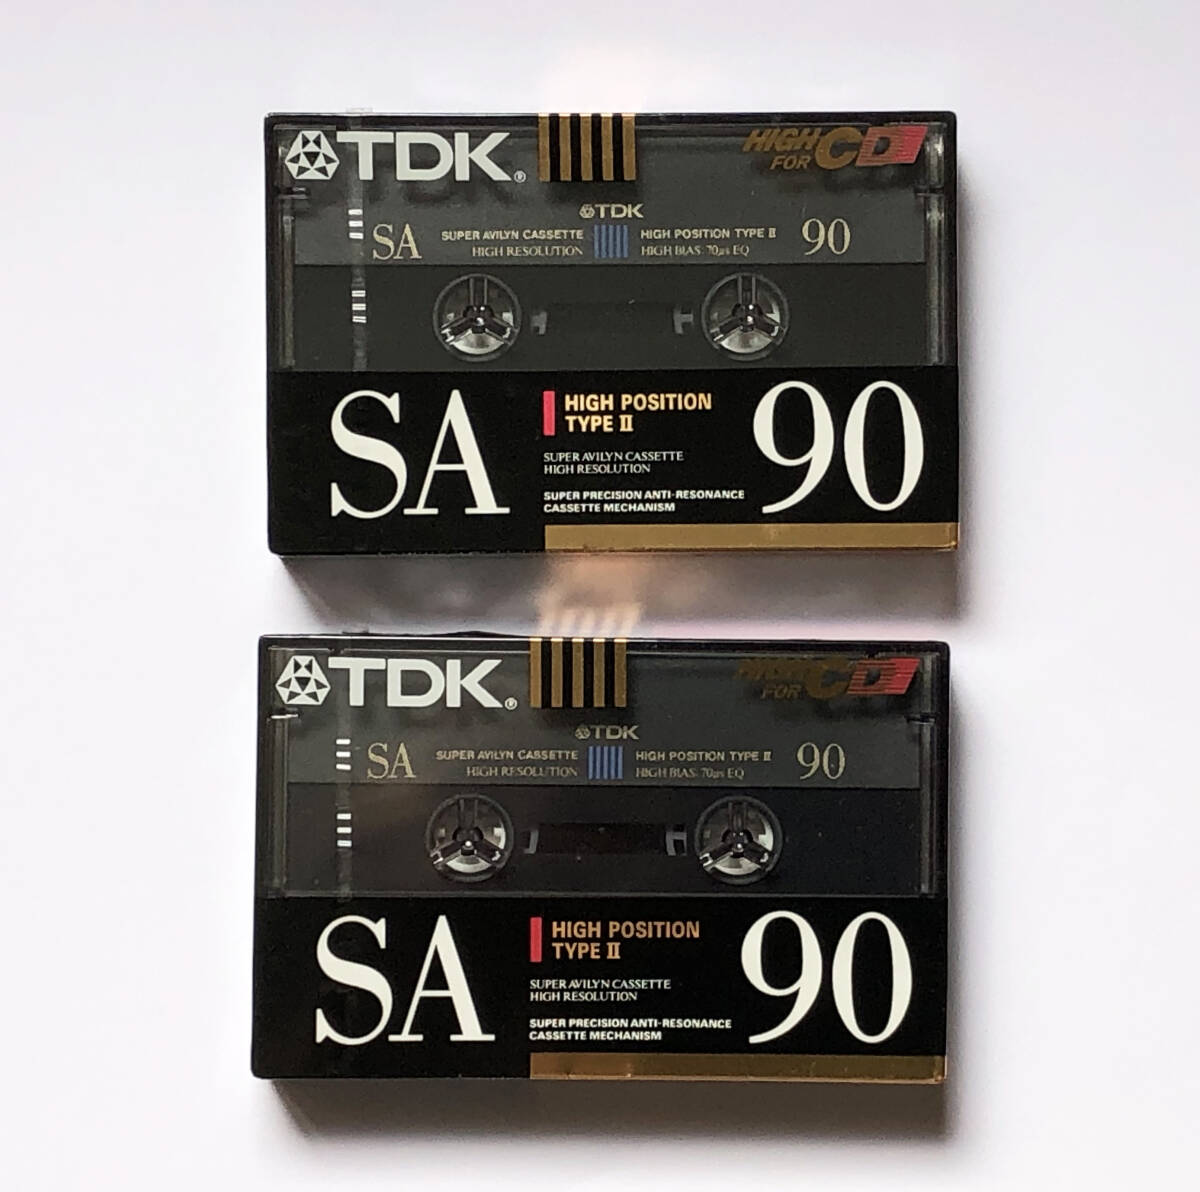 TDK®
HIGH FOR CD
TDK
SA SUPER AVILYN CASSETTE HIGH POSITION TYPE II 90
HIGH RESOLUTION HIGH BIAS 70μs EQ
SA HIGH POSITION 90
TYPE II
SUPER AVILYN CASSETTE
HIGH RESOLUTION
SUPER PRECISION ANTI-RESONANCE
CASSETTE MECHANISM
TDK®
HIGH FOR CD
TDK
SA SUPER AVILYN CASSETTE HIGH POSITION TYPE II 90
HIGH RESOLUTION HIGH BIAS 70μs EQ
SA HIGH POSITION 90
TYPE II
SUPER AVILYN CASSETTE
HIGH RESOLUTION
SUPER PRECISION ANTI-RESONANCE
CASSETTE MECHANISM